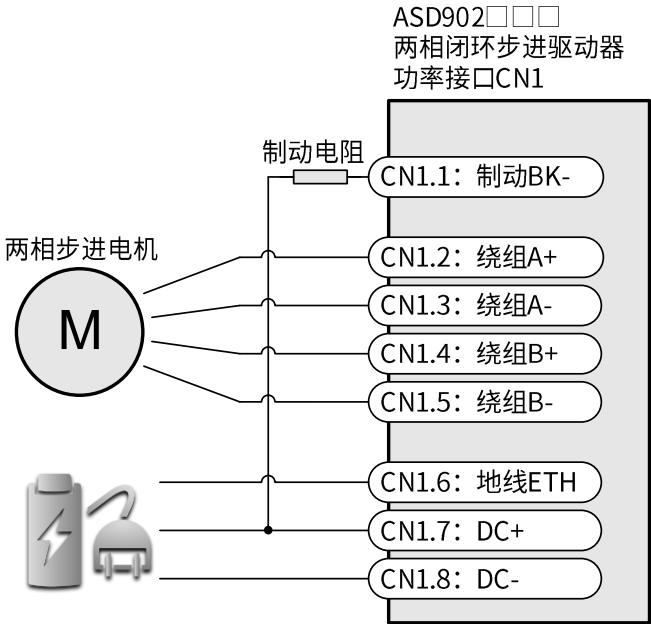 ASD902□□□
两相闭环步进驱动器
功率接口CN1
制动电阻
CN1.1：制动BK-
两相步进电机
CN1.2：绕组A+
CN1.3：绕组A-
M
CN1.4：绕组B+
CN1.5：绕组B-
CN1.6：地线ETH
CN1.7：DC+
CN1.8：DC-